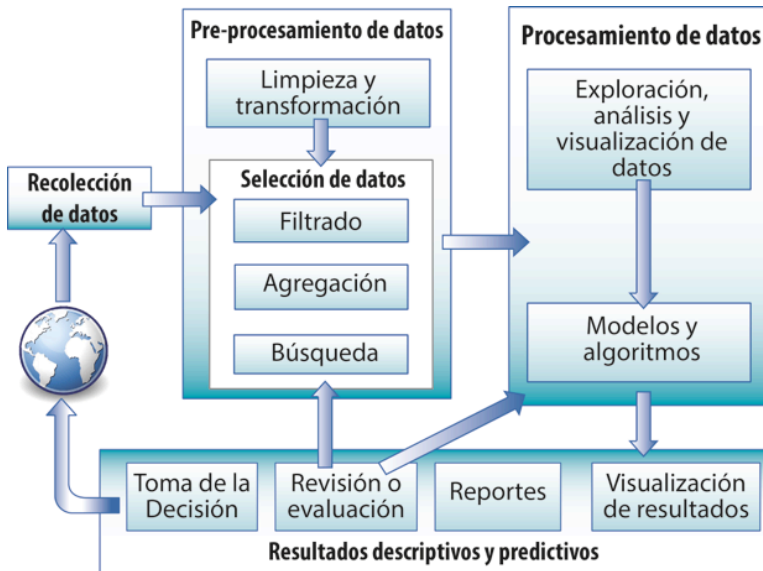 Pre-procesamiento de datos
Limpieza y
transformación
Selección de datos
Filtrado
Agregación
Búsqueda
Procesamiento de datos
Exploración,
análisis y
visualización de
datos
Modelos y
algoritmos
Recolección
de datos
Toma de la
Decisión
Revisión o
evaluación
Reportes
Visualización
de resultados
Resultados descriptivos y predictivos